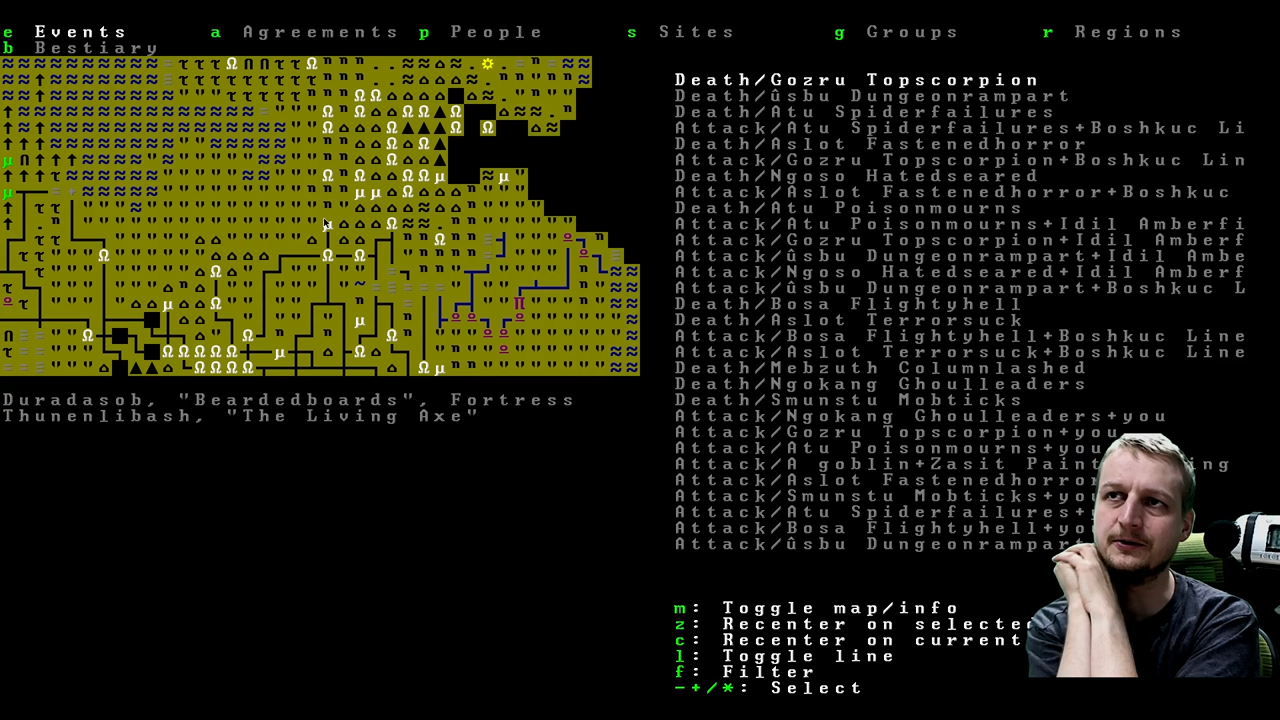 e Events a Agreements p People s Sites g Groups r Regions
b Bestiary
Death/Gozru Topscorpion
Death/ûsbu Dungeonrampart
Death/Atu Spiderfailures
Attack/Atu Spiderfailures+Boshkuc Li
Death/Aslot Fastenedhorror
Attack/Gozru Topscorpion+Boshkuc Lin
Death/Ngoso Hatedseared
Attack/Aslot Fastenedhorror+Boshkuc
Death/Atu Poisonmourns
Attack/Atu Poisonmourns+Idil Amberfi
Attack/Gozru Topscorpion+Idil Amberf
Attack/ûsbu Dungeonrampart+Idil Ambe
Attack/Ngoso Hatedseared+Idil Amberf
Attack/ûsbu Dungeonrampart+Boshkuc L
Death/Bosa Flightyhell
Death/Aslot Terrorsuck
Attack/Bosa Flightyhell+Boshkuc Line
Attack/Aslot Terrorsuck+Boshkuc Line
Death/Mebzuth Columnlashed
Death/Ngokang Ghoulleaders
Death/Smunstu Mobticks
Attack/Ngokang Ghoulleaders+you
Attack/Gozru Topscorpion+you
Attack/Atu Poisonmourns+you
Attack/A goblin+Zasit
Attack/Aslot Fastenedhorror
Attack/Smunstu Mobticks+you
Attack/Atu Spiderfailures+
Attack/Bosa Flightyhell+yo
Attack/ûsbu Dungeonrampart
Duradasob, "Beardedboards", Fortress
Thunenlibash, "The Living Axe"
m: Toggle map/info
z: Recenter on selected
c: Recenter on current
l: Toggle line
f: Filter
-+/*: Select